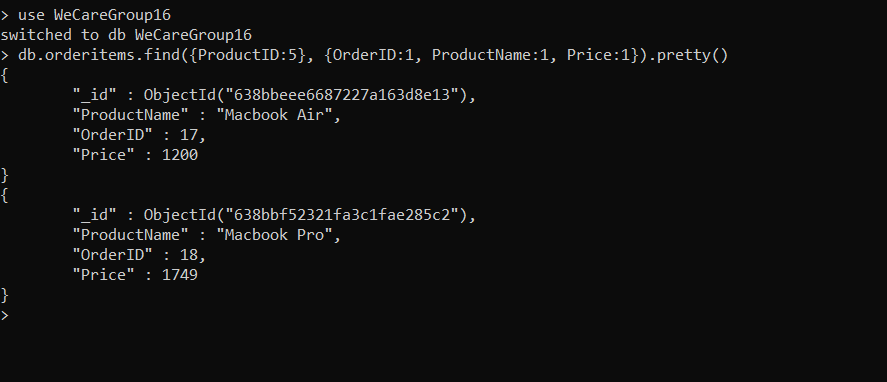 > use WeCareGroup16
switched to db WeCareGroup16
> db.orderitems.find({ProductID:5}, {OrderID:1, ProductName:1, Price:1}).pretty()
{
        "_id" : ObjectId("638bbeee6687227a163d8e13"),
        "ProductName" : "Macbook Air",
        "OrderID" : 17,
        "Price" : 1200
}
{
        "_id" : ObjectId("638bbf52321fa3c1fae285c2"),
        "ProductName" : "Macbook Pro",
        "OrderID" : 18,
        "Price" : 1749
}
>